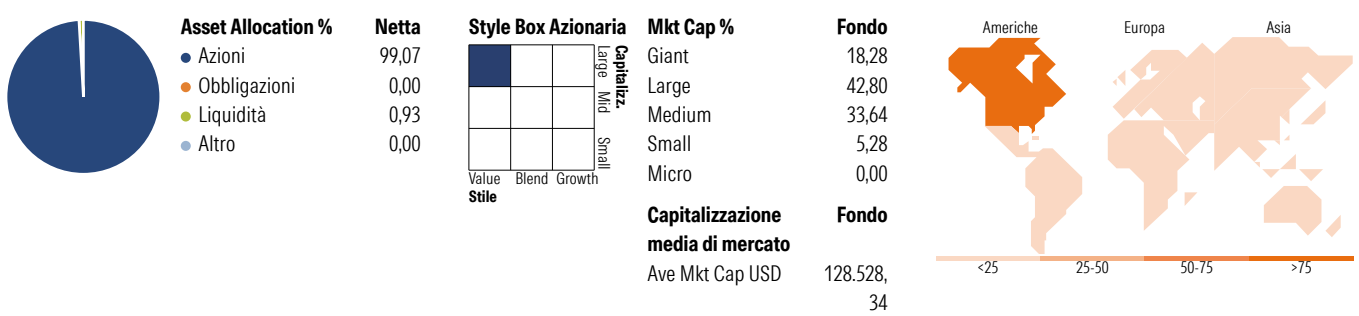 Asset Allocation % Netta
Azioni 99,07
Obbligazioni 0,00
Liquidità 0,93
Altro 0,00
Style Box Azionaria
Large Mid Small
Capitalizz.
Value Blend Growth
Stile
Mkt Cap % Fondo
Giant 18,28
Large 42,80
Medium 33,64
Small 5,28
Micro 0,00
Capitalizzazione Fondo
media di mercato
Ave Mkt Cap USD 128.528,
34
Americhe Europa Asia
<25 25-50 50-75 >75